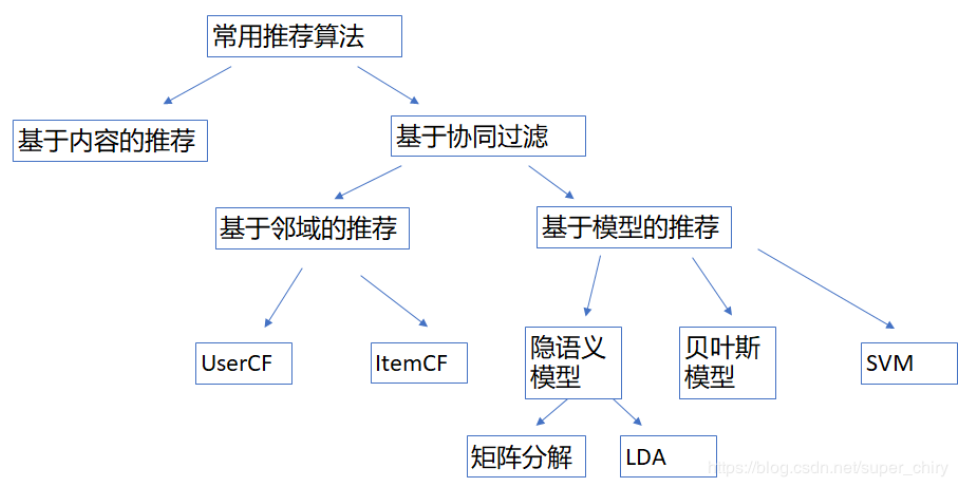 常用推荐算法
基于内容的推荐
基于协同过滤
基于邻域的推荐
基于模型的推荐
UserCF
ItemCF
隐语义
模型
贝叶斯
模型
SVM
矩阵分解
LDA
https://blog.csdn.net/super_chiry